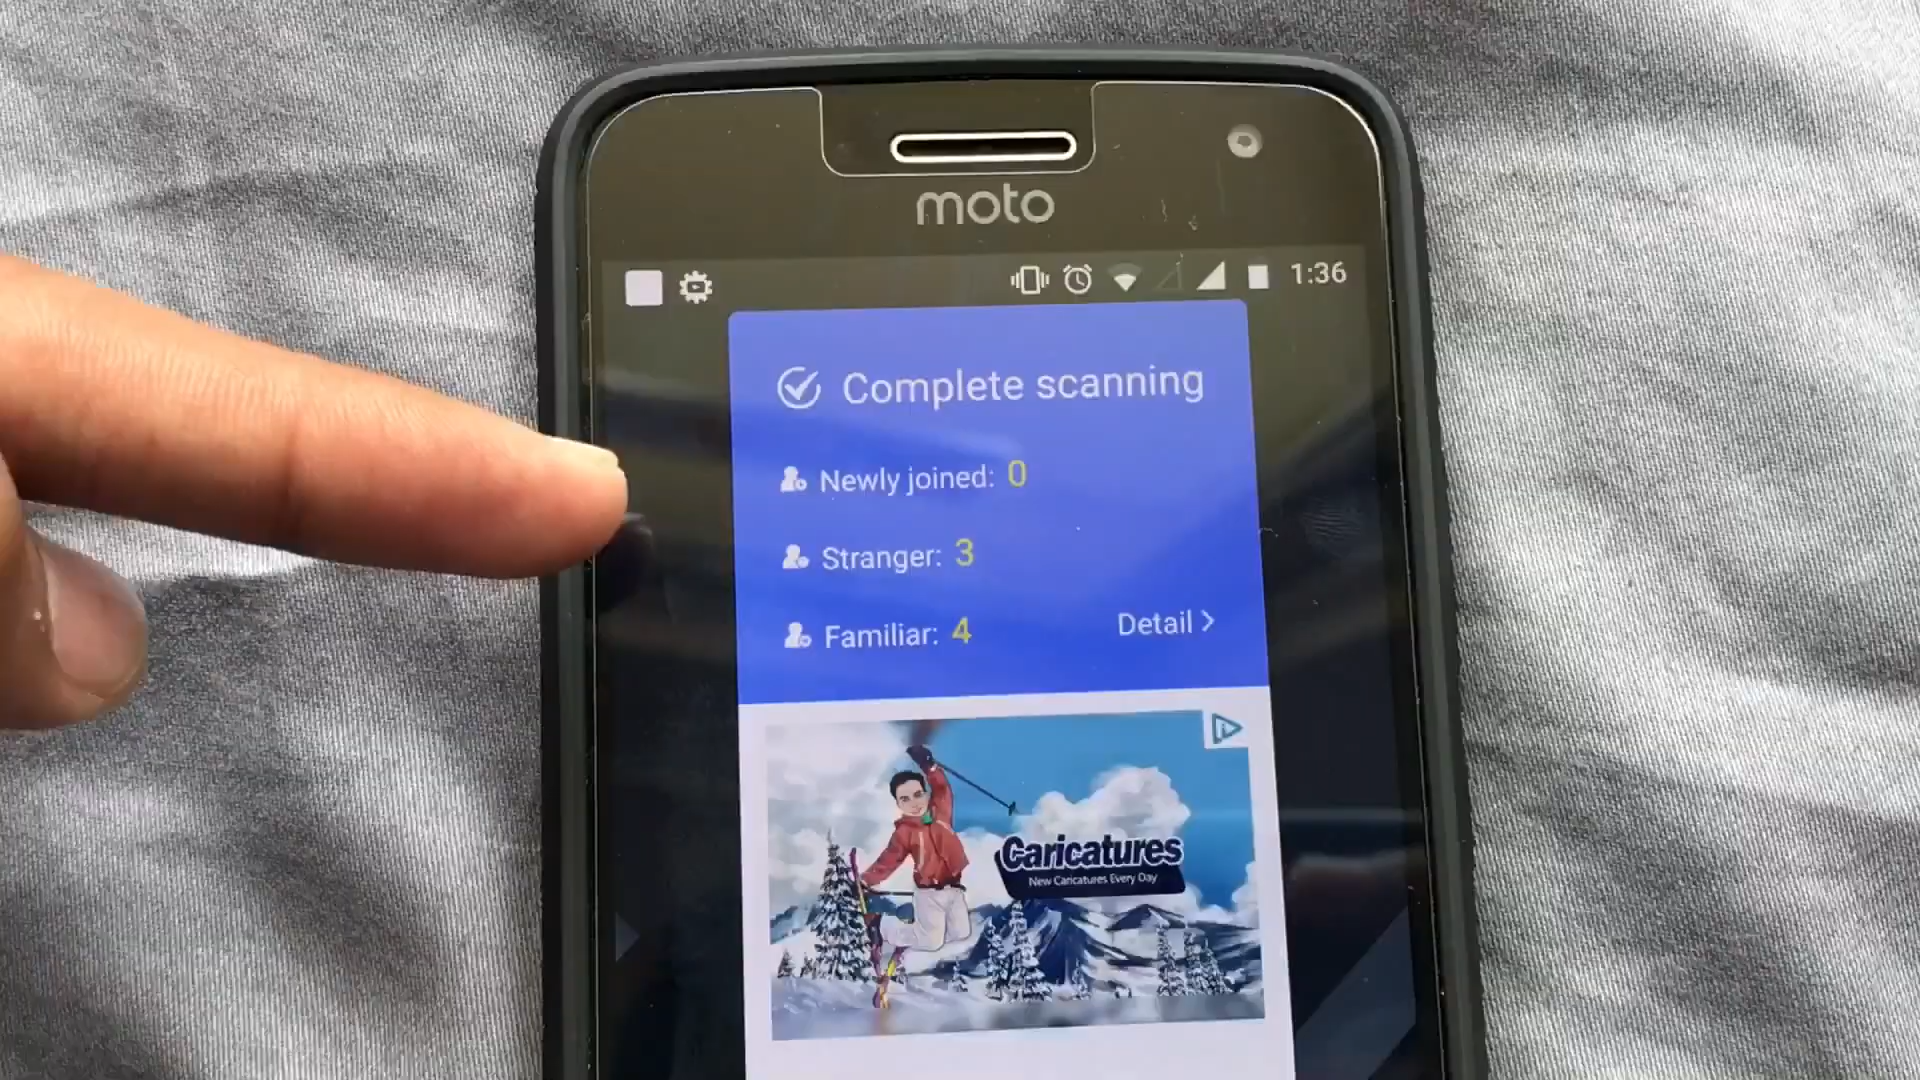 moto
1:36
Complete scanning
Newly joined: 0
Stranger: 3
Familiar: 4
Detail >
Caricatures
New Caricatures Every Day